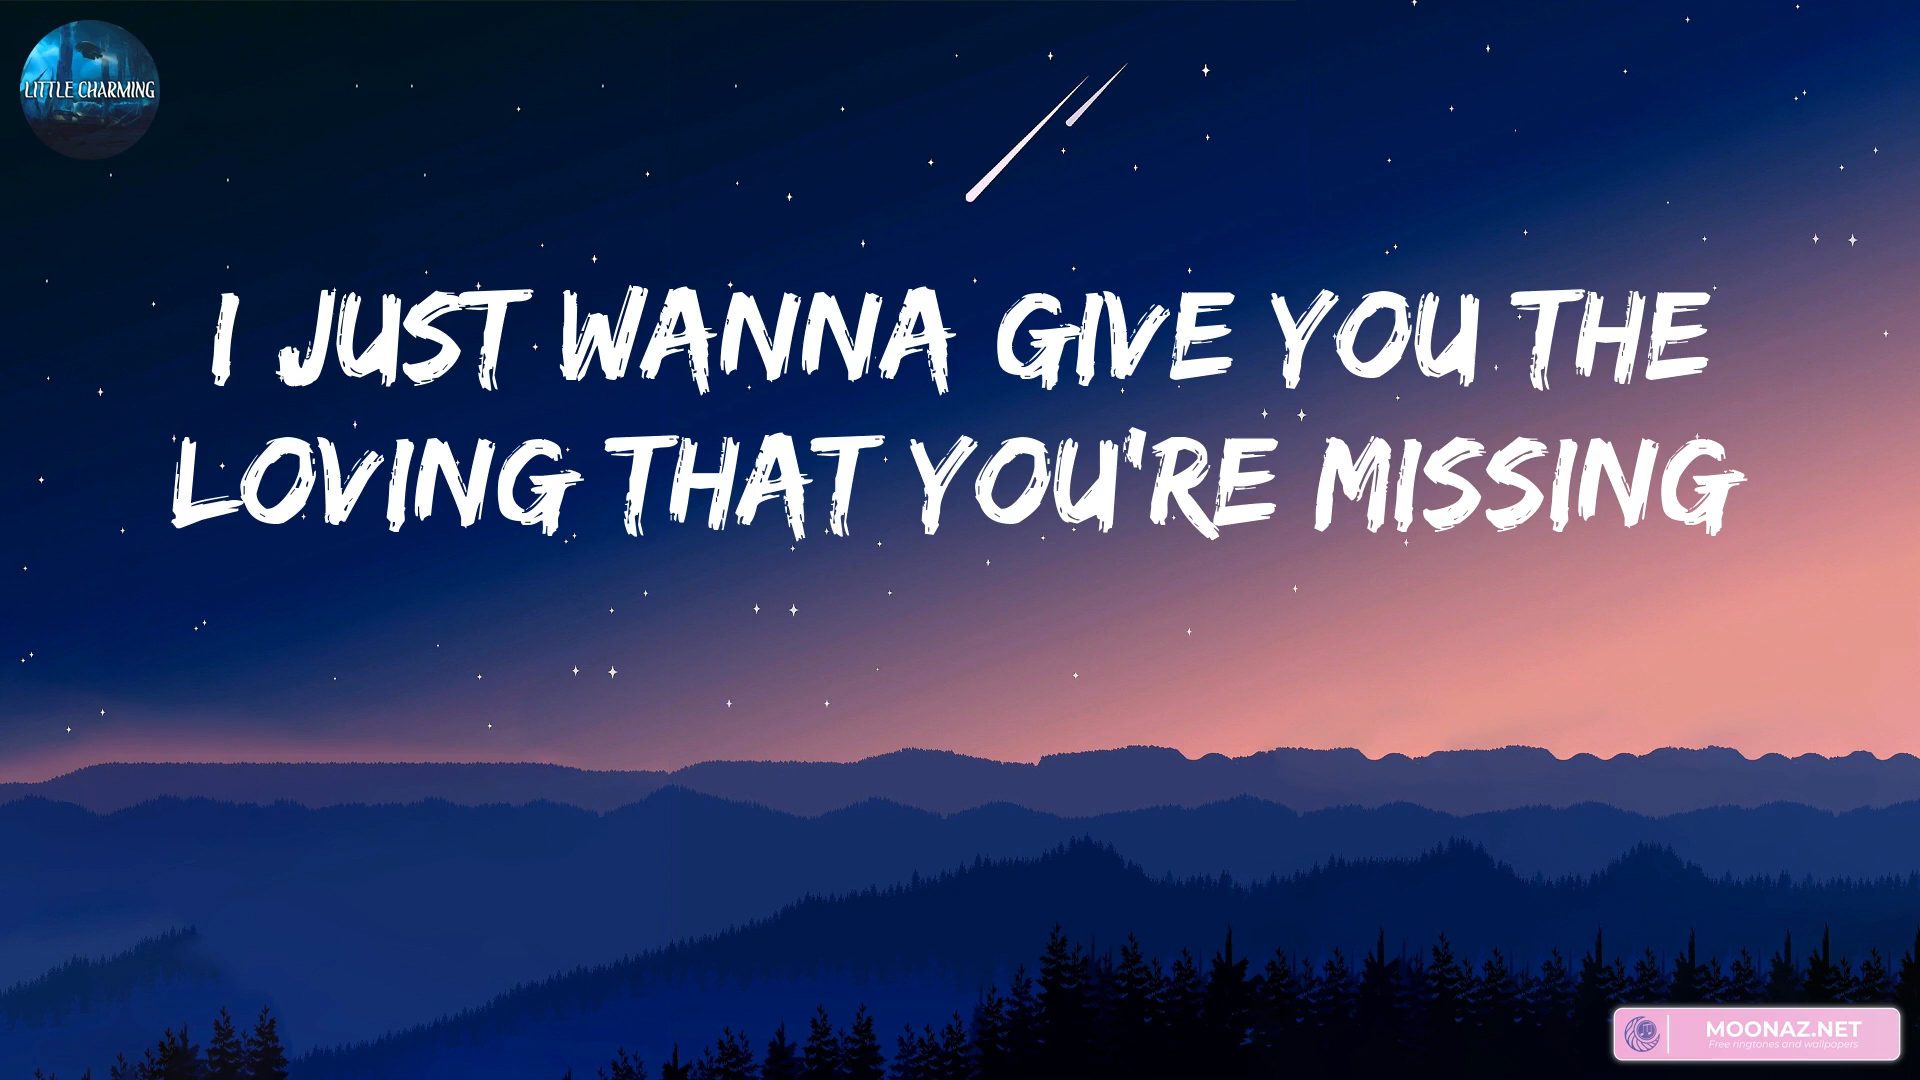 LITTLE CHARMING
I JUST WANNA GIVE YOU THE
LOVING THAT YOU'RE MISSING
MOONAZ.NET
Free ringtones and wallpapers